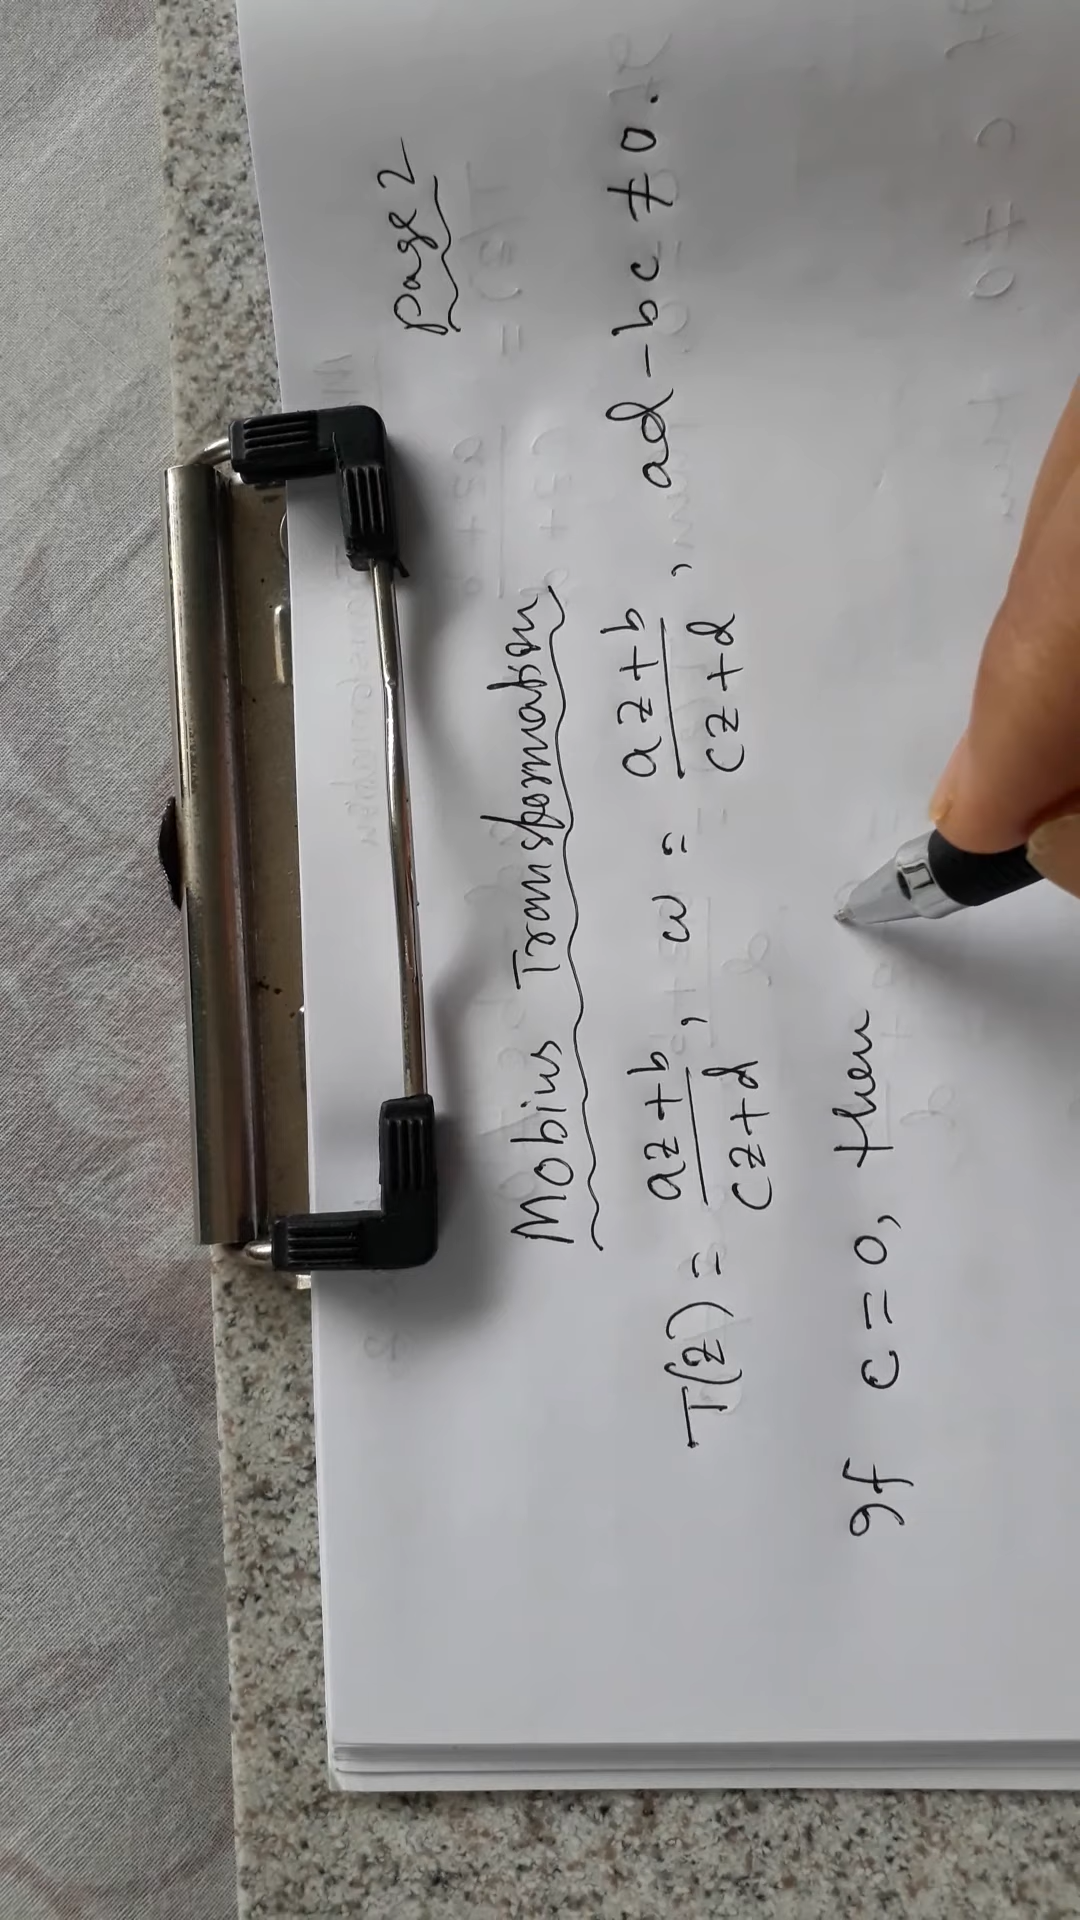 Page 2
Mobius Transformation
T(z) = az+b/cz+d, w = az+b/cz+d, ad-bc≠0.
If c=0, then